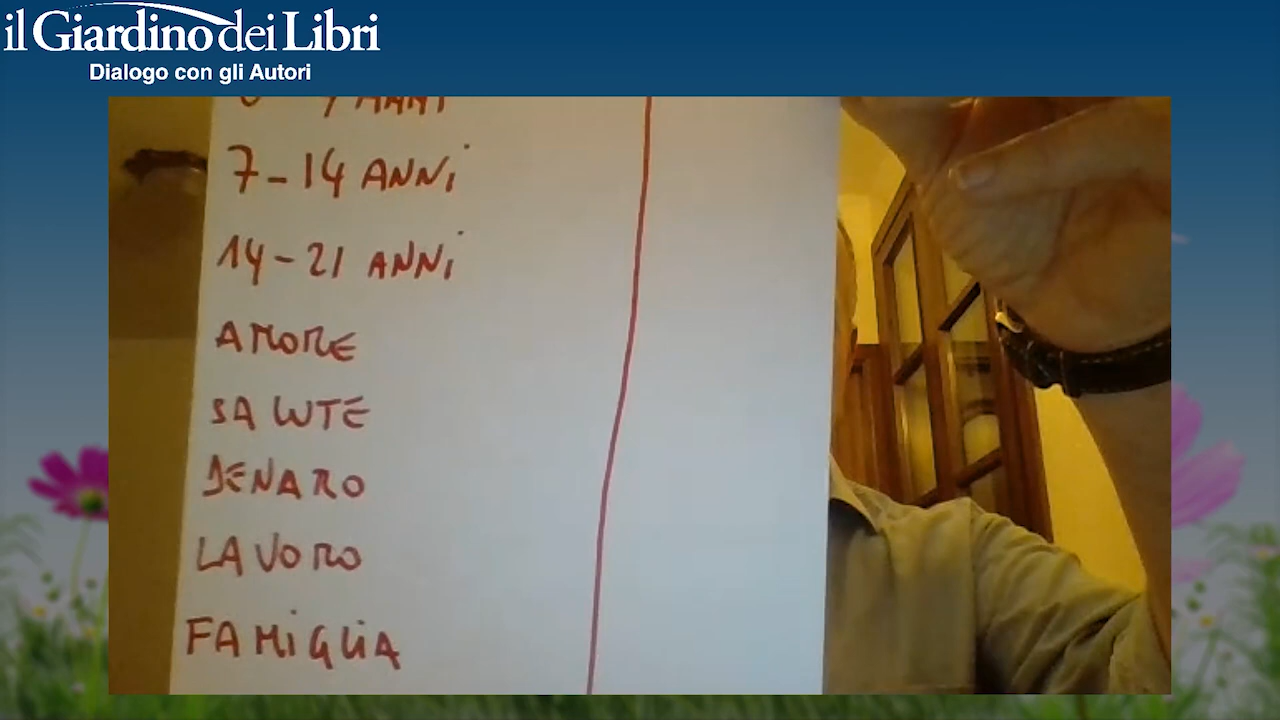 il Giardino dei Libri
Dialogo con gli Autori
7-14 ANNi
14-21 ANNi
AMORE
SALUTE
DENARO
LAVORO
FAMiGLiA